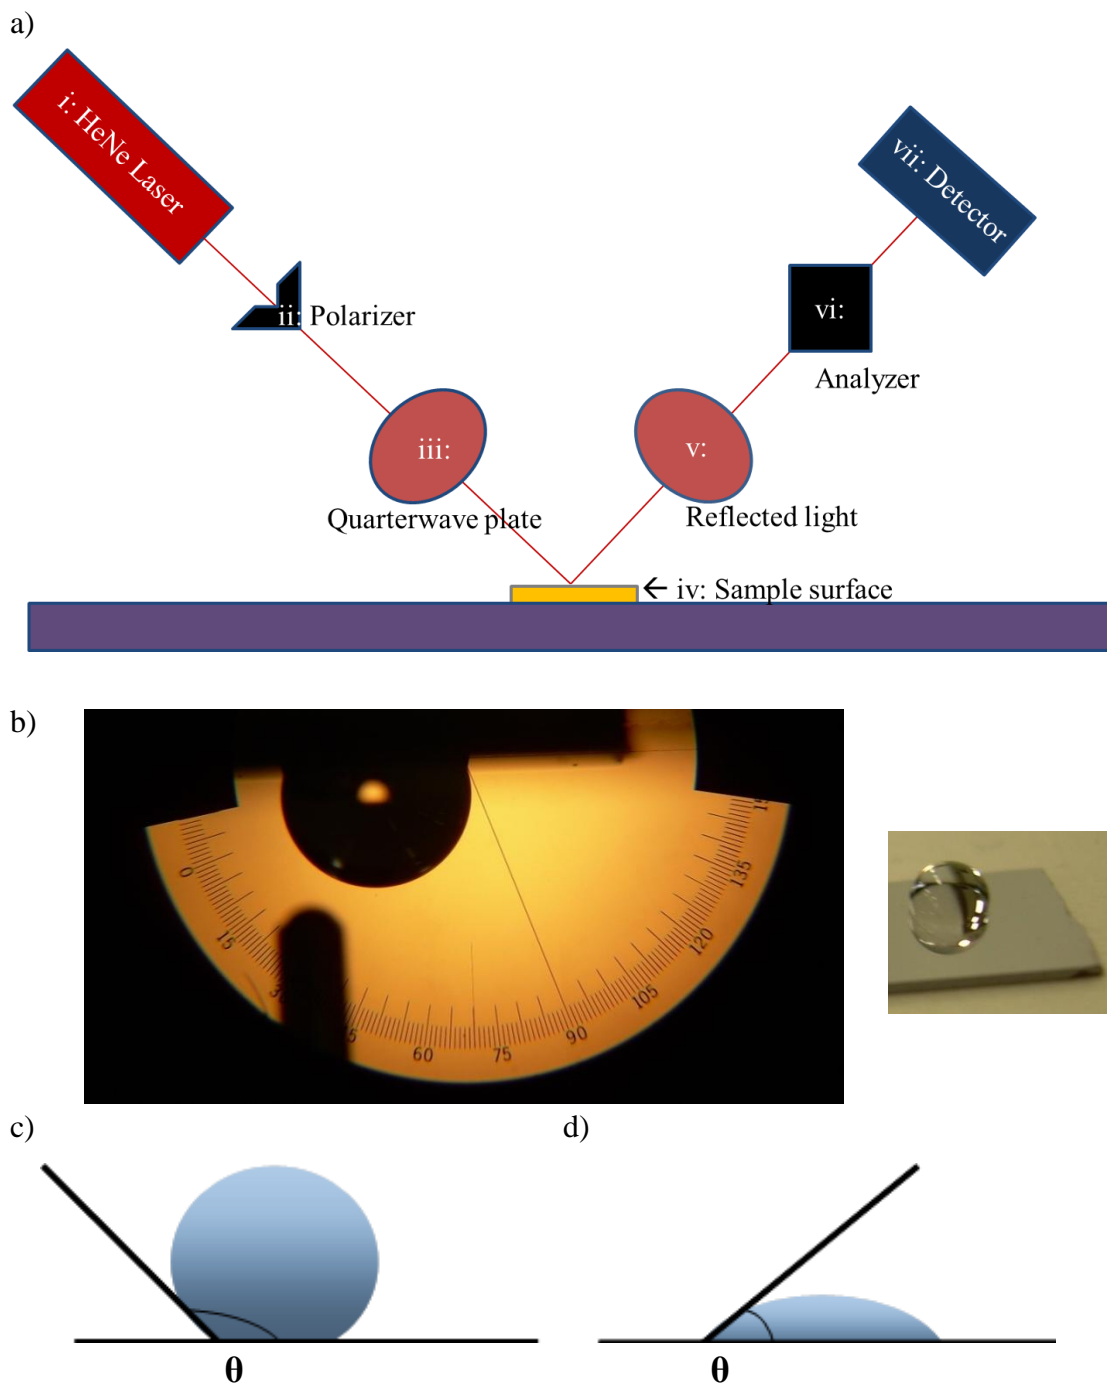 a)
i: HeNe Laser
vii: Detector
ii: Polarizer
vi:
Analyzer
iii:
v:
Quarterwave plate
Reflected light
← iv: Sample surface
b)
0
15
60
75
90
105
120
135
c)
d)
θ
θ